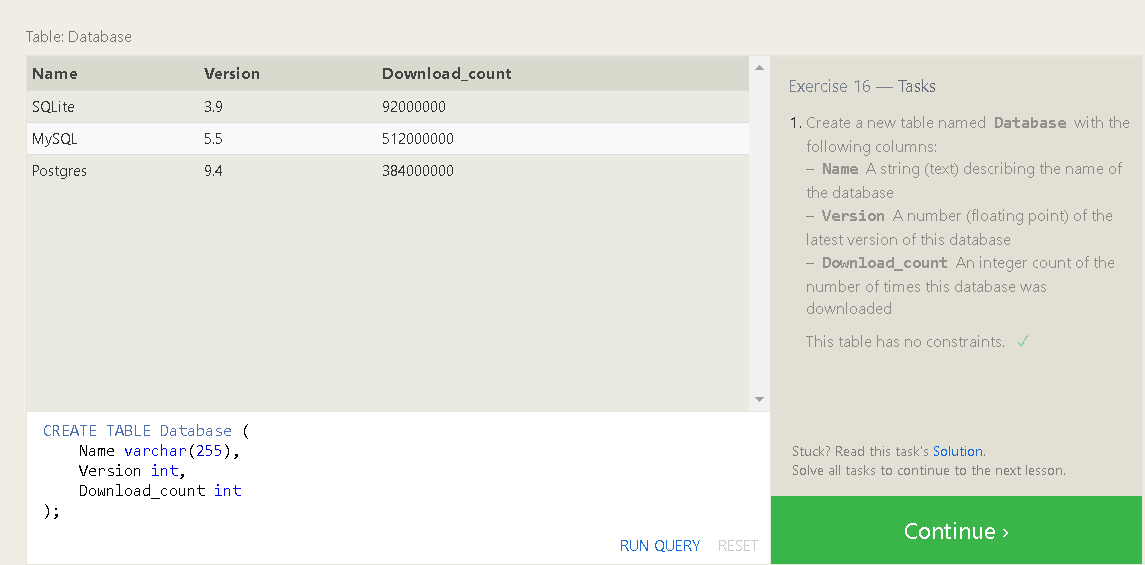 Table: Database
Name Version Download_count
SQLite 3.9 92000000
MySQL 5.5 512000000
Postgres 9.4 384000000
CREATE TABLE Database (
Name varchar(255),
Version int,
Download_count int
);
RUN QUERY RESET
Exercise 16 — Tasks
1. Create a new table named Database with the
following columns:
– Name A string (text) describing the name of
the database
– Version A number (floating point) of the
latest version of this database
– Download_count An integer count of the
number of times this database was
downloaded
This table has no constraints. ✓
Stuck? Read this task's Solution.
Solve all tasks to continue to the next lesson.
Continue ›